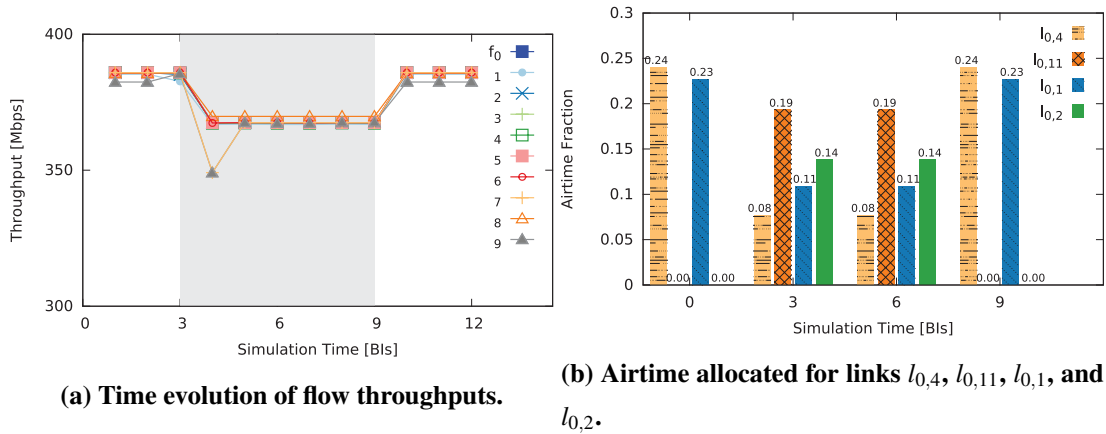 400
350
300
Throughput [Mbps]
0 3 6 9 12
Simulation Time [BIs]
f0
1
2
3
4
5
6
7
8
9
(a) Time evolution of flow throughputs.
0.3
0.25
0.2
0.15
0.1
0.05
0
Airtime Fraction
0.24 0.00 0.23 0.00
0.08 0.19 0.11 0.14
0.08 0.19 0.11 0.14
0.24 0.00 0.23 0.00
0 3 6 9
Simulation Time [BIs]
l0,4
l0,11
l0,1
l0,2
(b) Airtime allocated for links l0,4, l0,11, l0,1, and
l0,2.